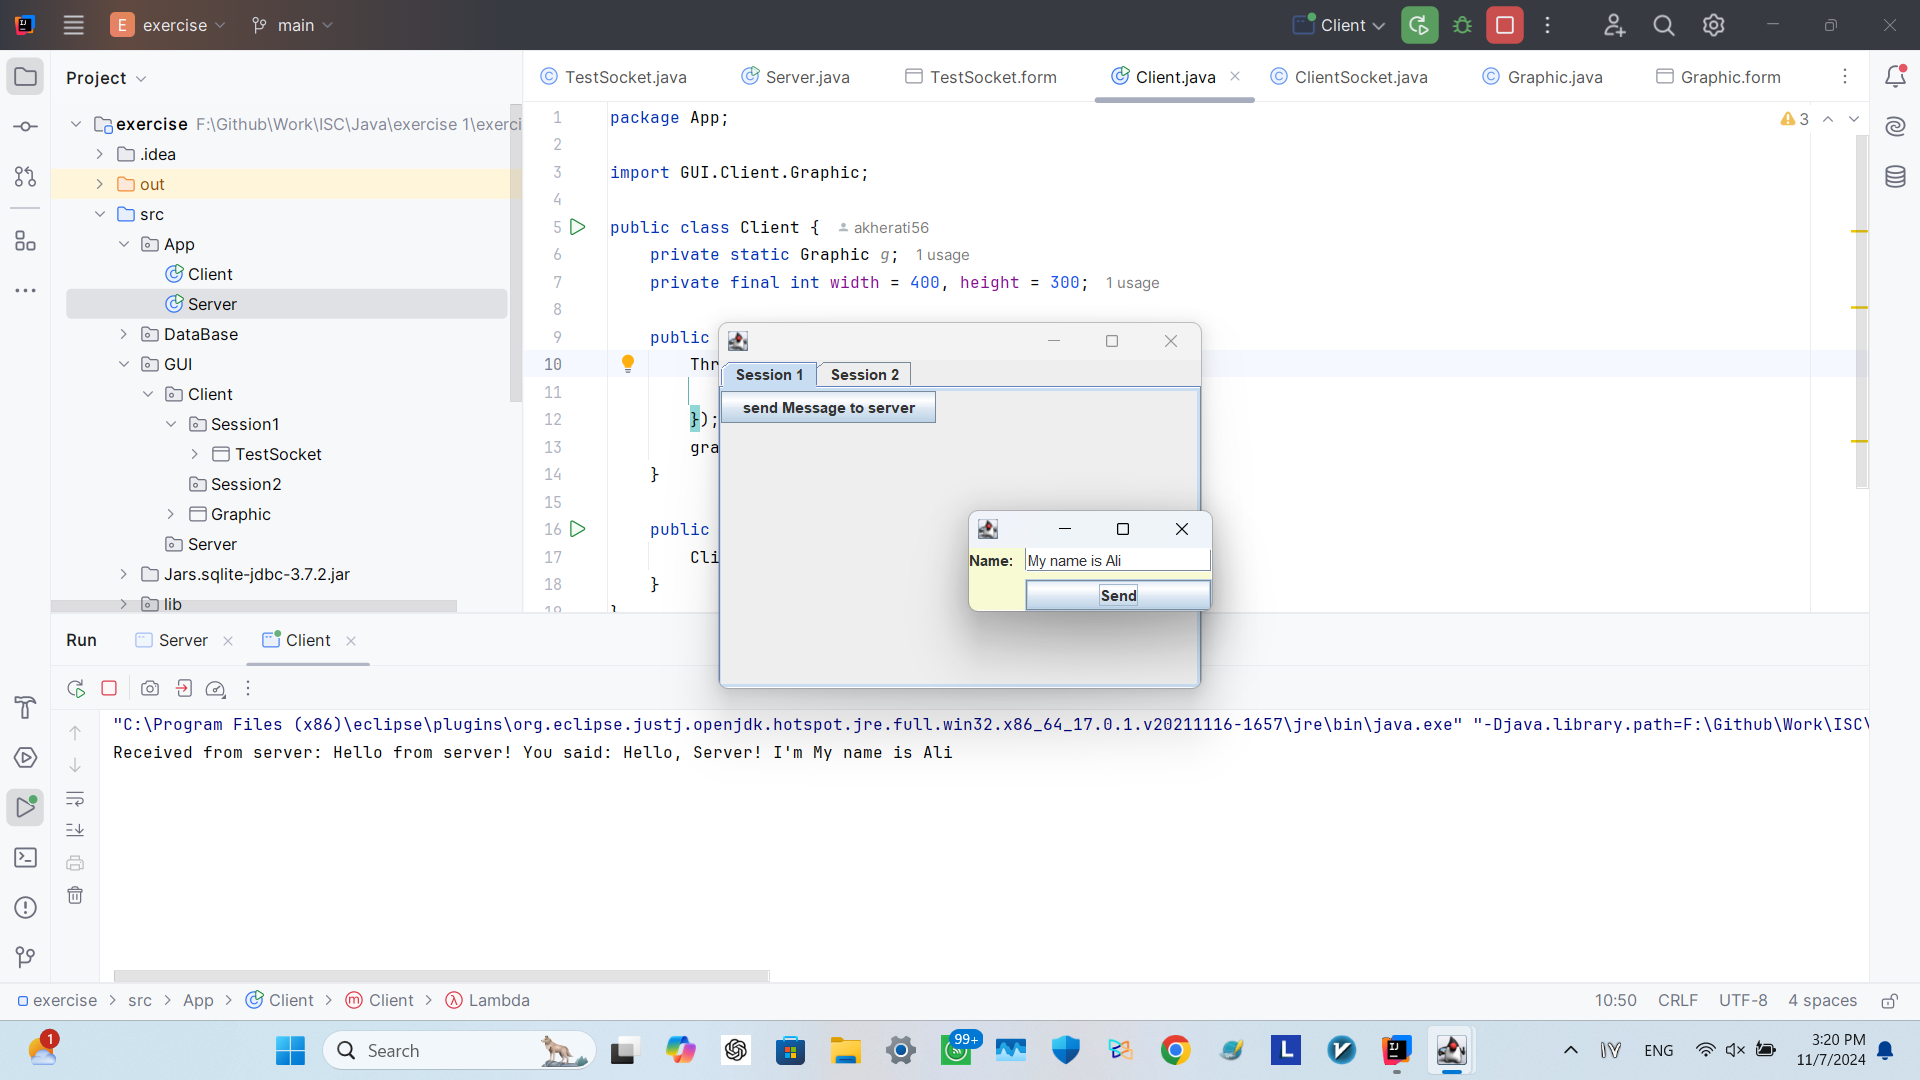 E exercise main Client
Project
TestSocket.java Server.java TestSocket.form Client.java ClientSocket.java Graphic.java Graphic.form
exercise F:\Github\Work\ISC\Java\exercise 1\exerci
.idea
out
src
App
Client
Server
DataBase
GUI
Client
Session1
TestSocket
Session2
Graphic
Server
Jars.sqlite-jdbc-3.7.2.jar
lib
1 package App;
2
3 import GUI.Client.Graphic;
4
5 public class Client { akherati56
6 private static Graphic g; 1 usage
7 private final int width = 400, height = 300; 1 usage
8
9 public
10 Thr
11
12 });
13 gra
14 }
15
16 public
17 Cli
18 }
19 }
3
Session 1 Session 2
send Message to server
Name: My name is Ali
Send
Run Server Client
"C:\Program Files (x86)\eclipse\plugins\org.eclipse.justj.openjdk.hotspot.jre.full.win32.x86_64_17.0.1.v20211116-1657\jre\bin\java.exe" "-Djava.library.path=F:\Github\Work\ISC\
Received from server: Hello from server! You said: Hello, Server! I'm My name is Ali
exercise > src > App > Client > Client > Lambda
10:50 CRLF UTF-8 4 spaces
1 Search 99+ L ENG 3:20 PM
11/7/2024